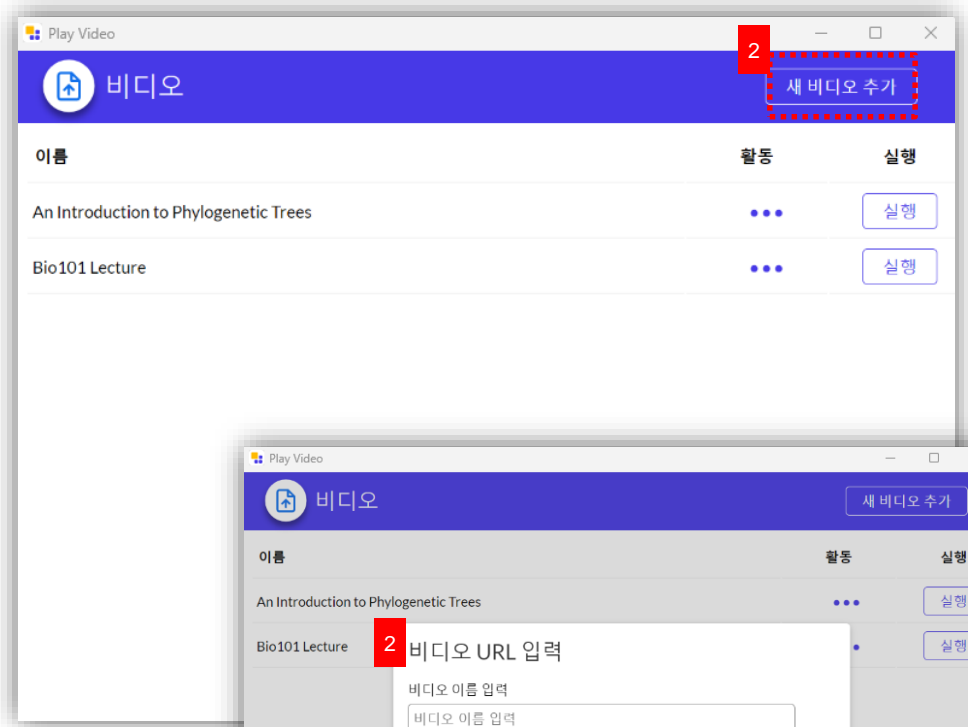 Play Video
2
비디오
새 비디오 추가
이름 활동 실행
An Introduction to Phylogenetic Trees 실행
Bio101 Lecture 실행
Play Video
비디오
새 비디오 추가
이름 활동 실행
An Introduction to Phylogenetic Trees 실행
Bio101 Lecture 실행
2
비디오 URL 입력
비디오 이름 입력
비디오 이름 입력